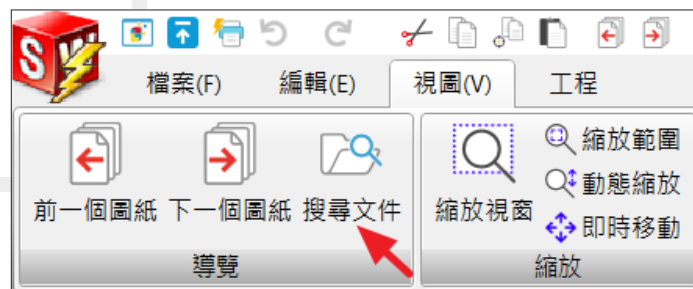 SW
檔案(F) 編輯(E) 視圖(V) 工程
前一個圖紙 下一個圖紙 搜尋文件
縮放視窗
縮放範圍
動態縮放
即時移動
導覽
縮放